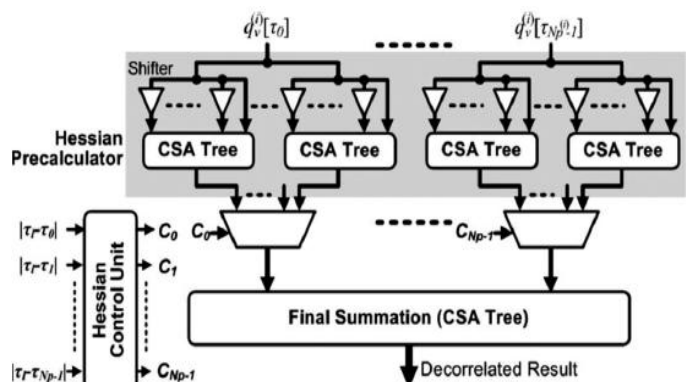 q_v^(i)[τ_0] q_v^(i)[τ_Np^(i)-1]
Shifter
Hessian
Precalculator
CSA Tree CSA Tree CSA Tree CSA Tree
|τ_l-τ_0| C_0 C_0 C_Np-1
|τ_l-τ_1| C_1
Hessian
Control Unit
Final Summation (CSA Tree)
|τ_l-τ_Np-1| C_Np-1
Decorrelated Result